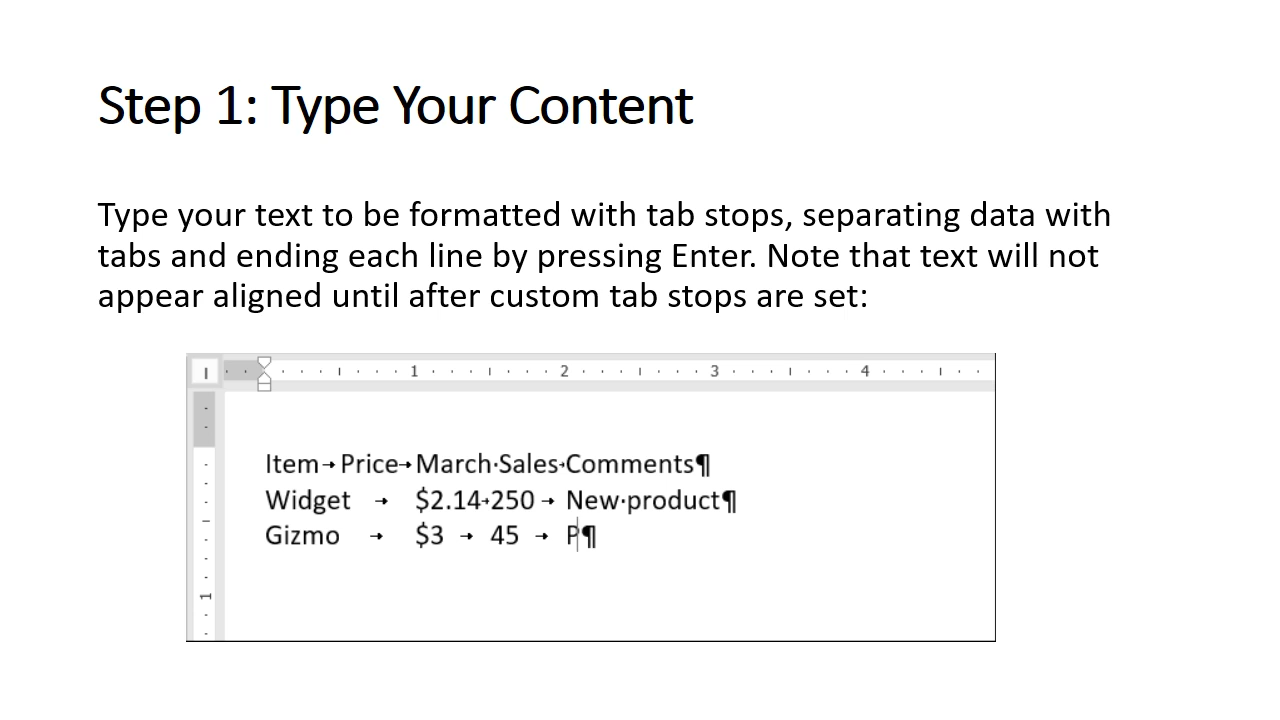 Step 1: Type Your Content
Type your text to be formatted with tab stops, separating data with
tabs and ending each line by pressing Enter. Note that text will not
appear aligned until after custom tab stops are set:
1 2 3 4
Item→Price→March·Sales→Comments¶
Widget → $2.14→250 → New·product¶
Gizmo → $3 → 45 → P¶
1